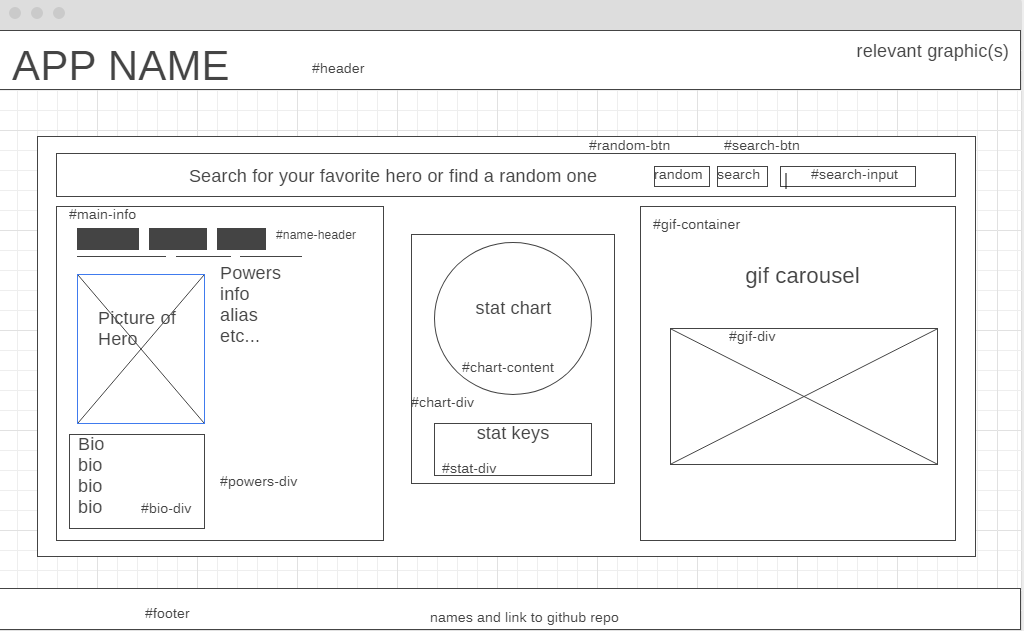 APP NAME
#header
relevant graphic(s)
#random-btn
#search-btn
Search for your favorite hero or find a random one
random
search
#search-input
#main-info
#name-header
Powers
info
alias
etc...
Picture of
Hero
Bio
bio
bio
bio
#bio-div
#powers-div
stat chart
#chart-content
#chart-div
stat keys
#stat-div
#gif-container
gif carousel
#gif-div
#footer
names and link to github repo